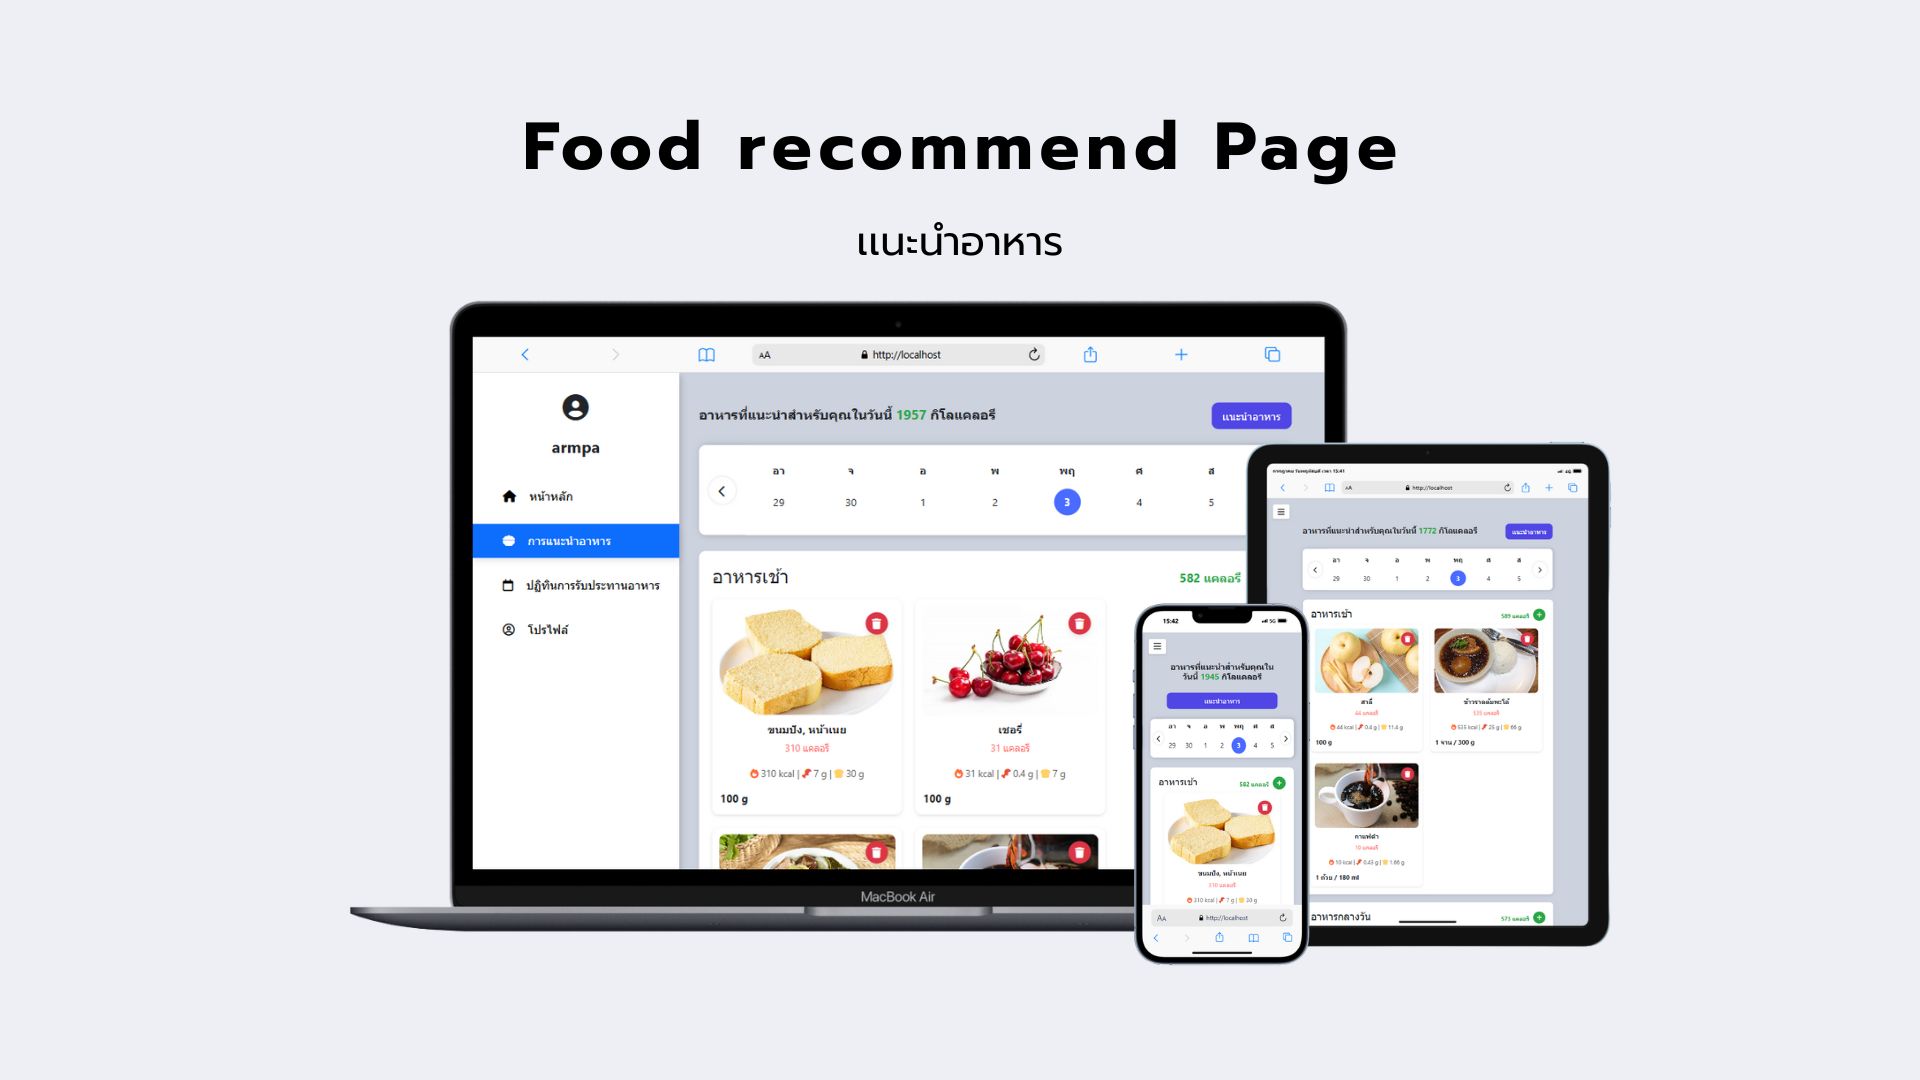 Food recommend Page
แนะนำอาหาร
AA http://localhost
armpa
หน้าหลัก
การแนะนำอาหาร
ปฏิทินการรับประทานอาหาร
โปรไฟล์
อาหารที่แนะนำสำหรับคุณในวันนี้ 1957 กิโลแคลอรี่
แนะนำอาหาร
อา จ อ พ พฤ ศ ส
29 30 1 2 3 4 5
อาหารเช้า
582 แคลอรี่
ขนมปัง, หน้าเนย
310 แคลอรี่
310 kcal | 7 g | 30 g
100 g
เชอรี่
31 แคลอรี่
31 kcal | 0.4 g | 7 g
100 g
MacBook Air
15:42 5G
อาหารที่แนะนำสำหรับคุณใน
วันนี้ 1945 กิโลแคลอรี่
แนะนำอาหาร
อา จ อ พ พฤ ศ ส
29 30 1 2 3 4 5
อาหารเช้า
582 แคลอรี่
ขนมปัง, หน้าเนย
310 แคลอรี่
310 kcal | 7 g | 30 g
AA http://localhost
กรกฎาคม วันพฤหัสบดี เวลา 15:41
4G
AA http://localhost
อาหารที่แนะนำสำหรับคุณในวันนี้ 1772 กิโลแคลอรี่
แนะนำอาหาร
อา จ อ พ พฤ ศ ส
29 30 1 2 3 4 5
อาหารเช้า
589 แคลอรี่
สาลี่
44 แคลอรี่
44 kcal | 0.4 g | 11.4 g
100 g
535 แคลอรี่
535 kcal | 25 g | 66 g
1 จาน / 300 g
กาแฟดำ
10 แคลอรี่
10 kcal | 0.43 g | 1.66 g
1 ถ้วย / 180 ml
อาหารกลางวัน
573 แคลอรี่